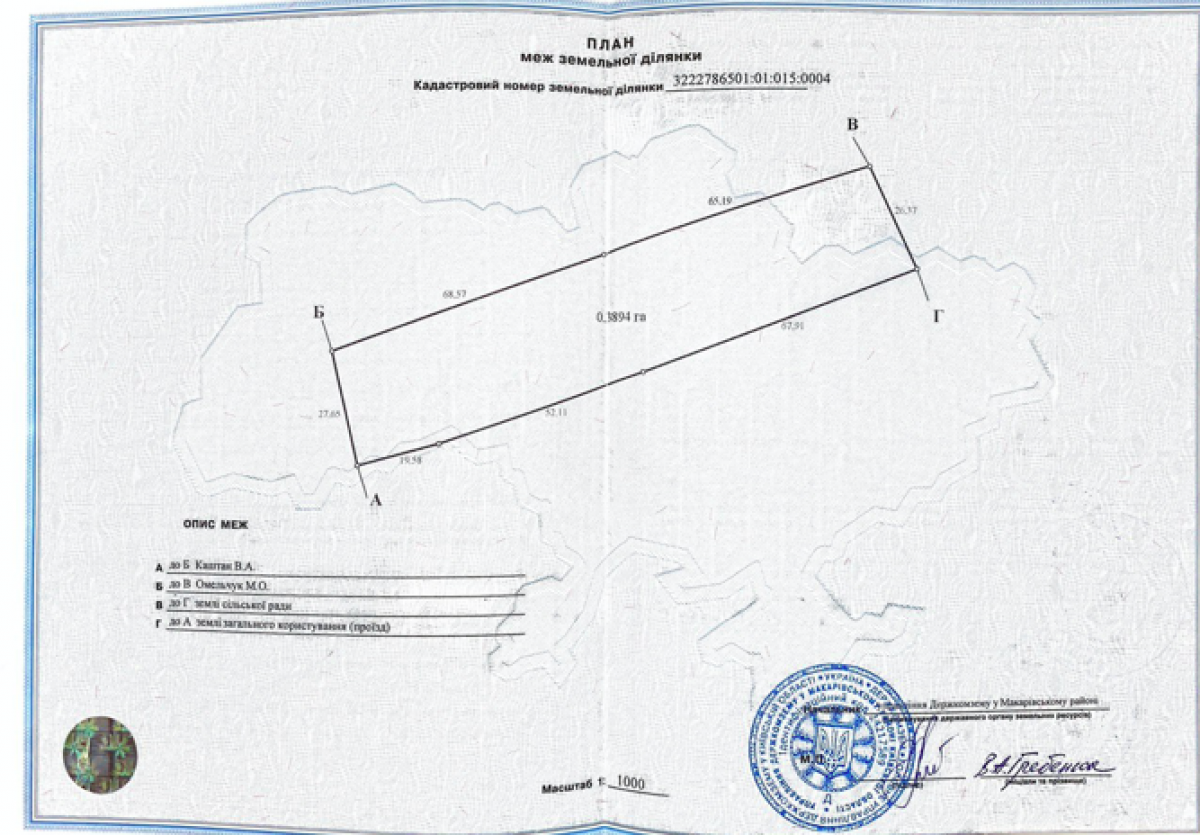 ПЛАН
меж земельної ділянки
Кадастровий номер земельної ділянки 3222786501:01:015:0004
В
65,19
26,37
68,57
Б
0,3894 га
Г
67,91
27,65
52,11
19,58
А
ОПИС МЕЖ
А до Б Каштан В.А.
Б до В Омельчук М.О.
В до Г землі сільської ради
Г до А землі загального користування (проїзд)
Держкомзему у Макарівському районі
державного органу земельних ресурсів)
М.П.
В.А.Гребенюк
(ініціали та прізвище)
Масштаб 1: 1000